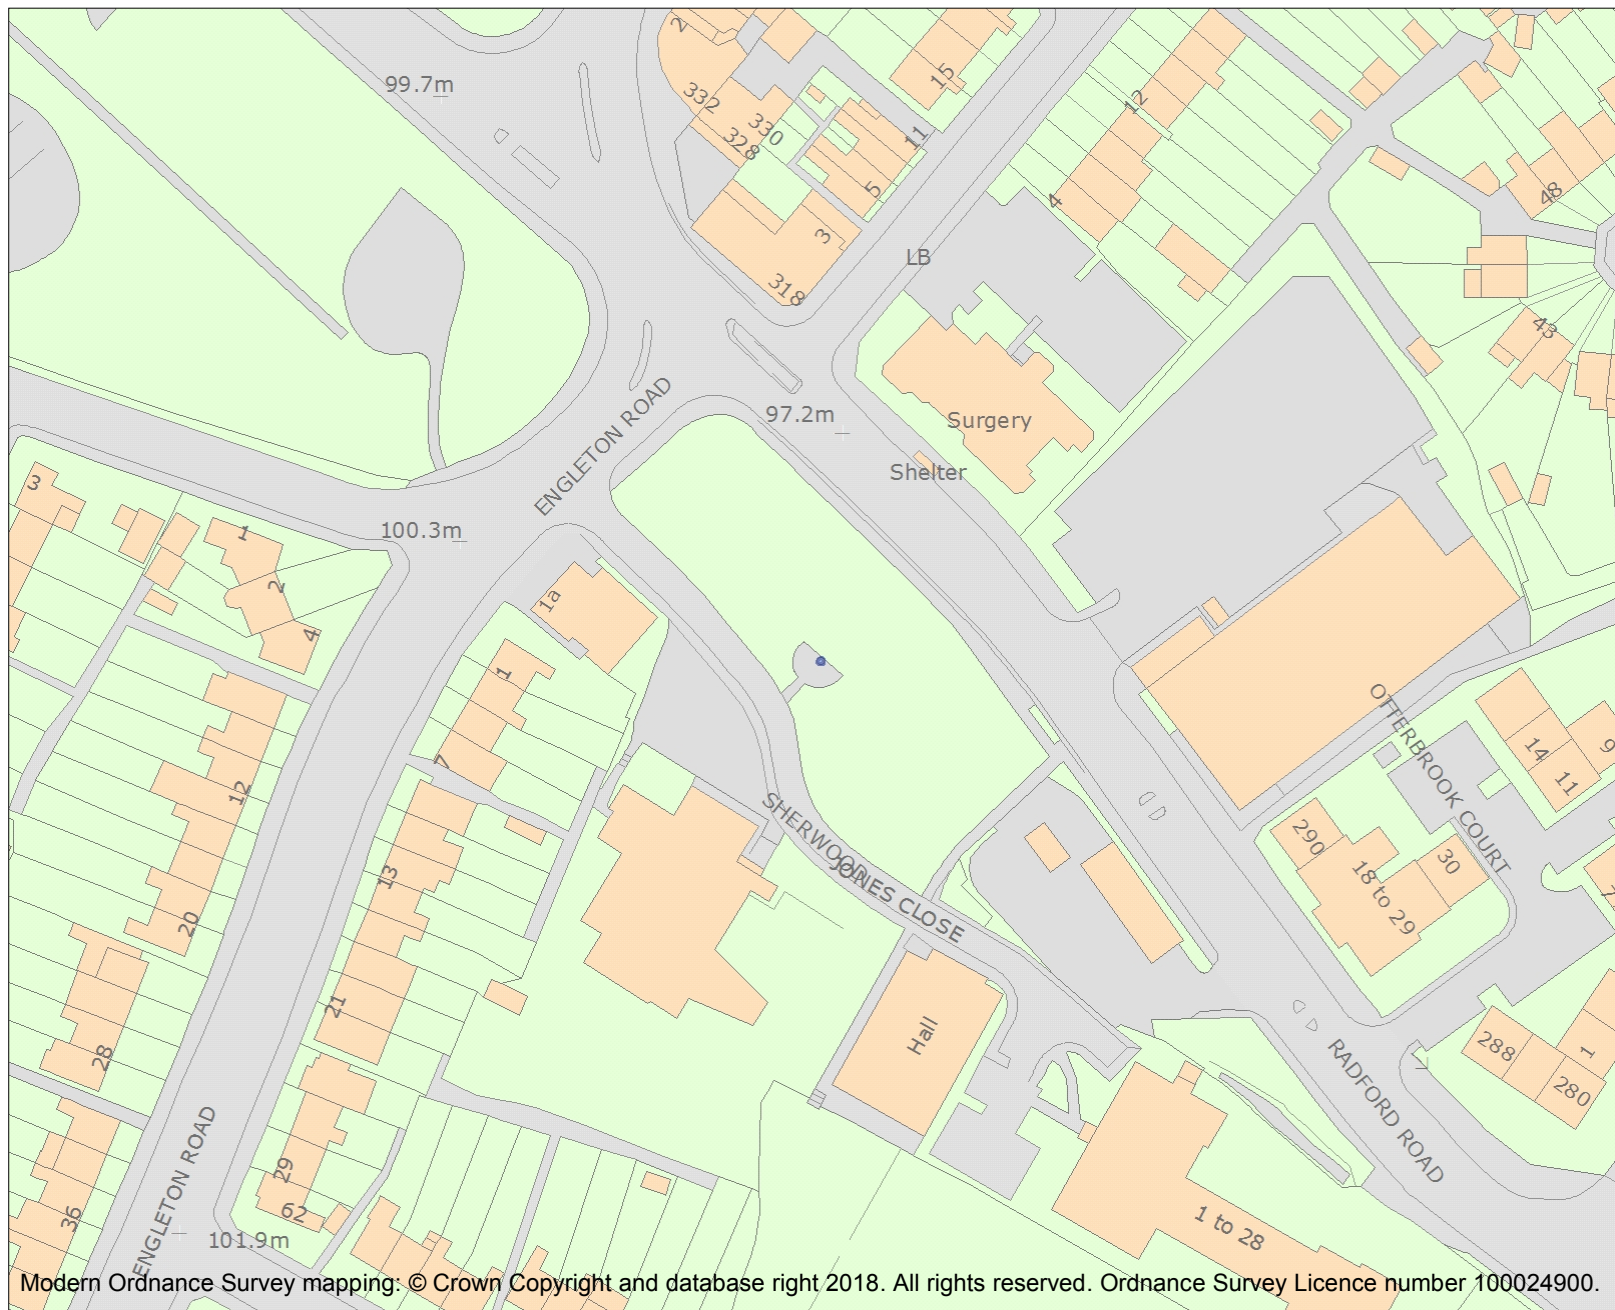 2
99.7m
332
330
328
15
11
5
3
318
12
4
LB
48
43
ENGLETON ROAD
97.2m
Surgery
Shelter
3
100.3m
1
2
4
1a
1
7
12
13
20
21
28
29
62
36
101.9m
ENGLETON ROAD
SHERWOOD
JONES CLOSE
Hall
OTTERBROOK COURT
14
11
9
290
30
18 to 29
7
288
1
280
RADFORD ROAD
1 to 28
Modern Ordnance Survey mapping: © Crown Copyright and database right 2018. All rights reserved. Ordnance Survey Licence number 100024900.